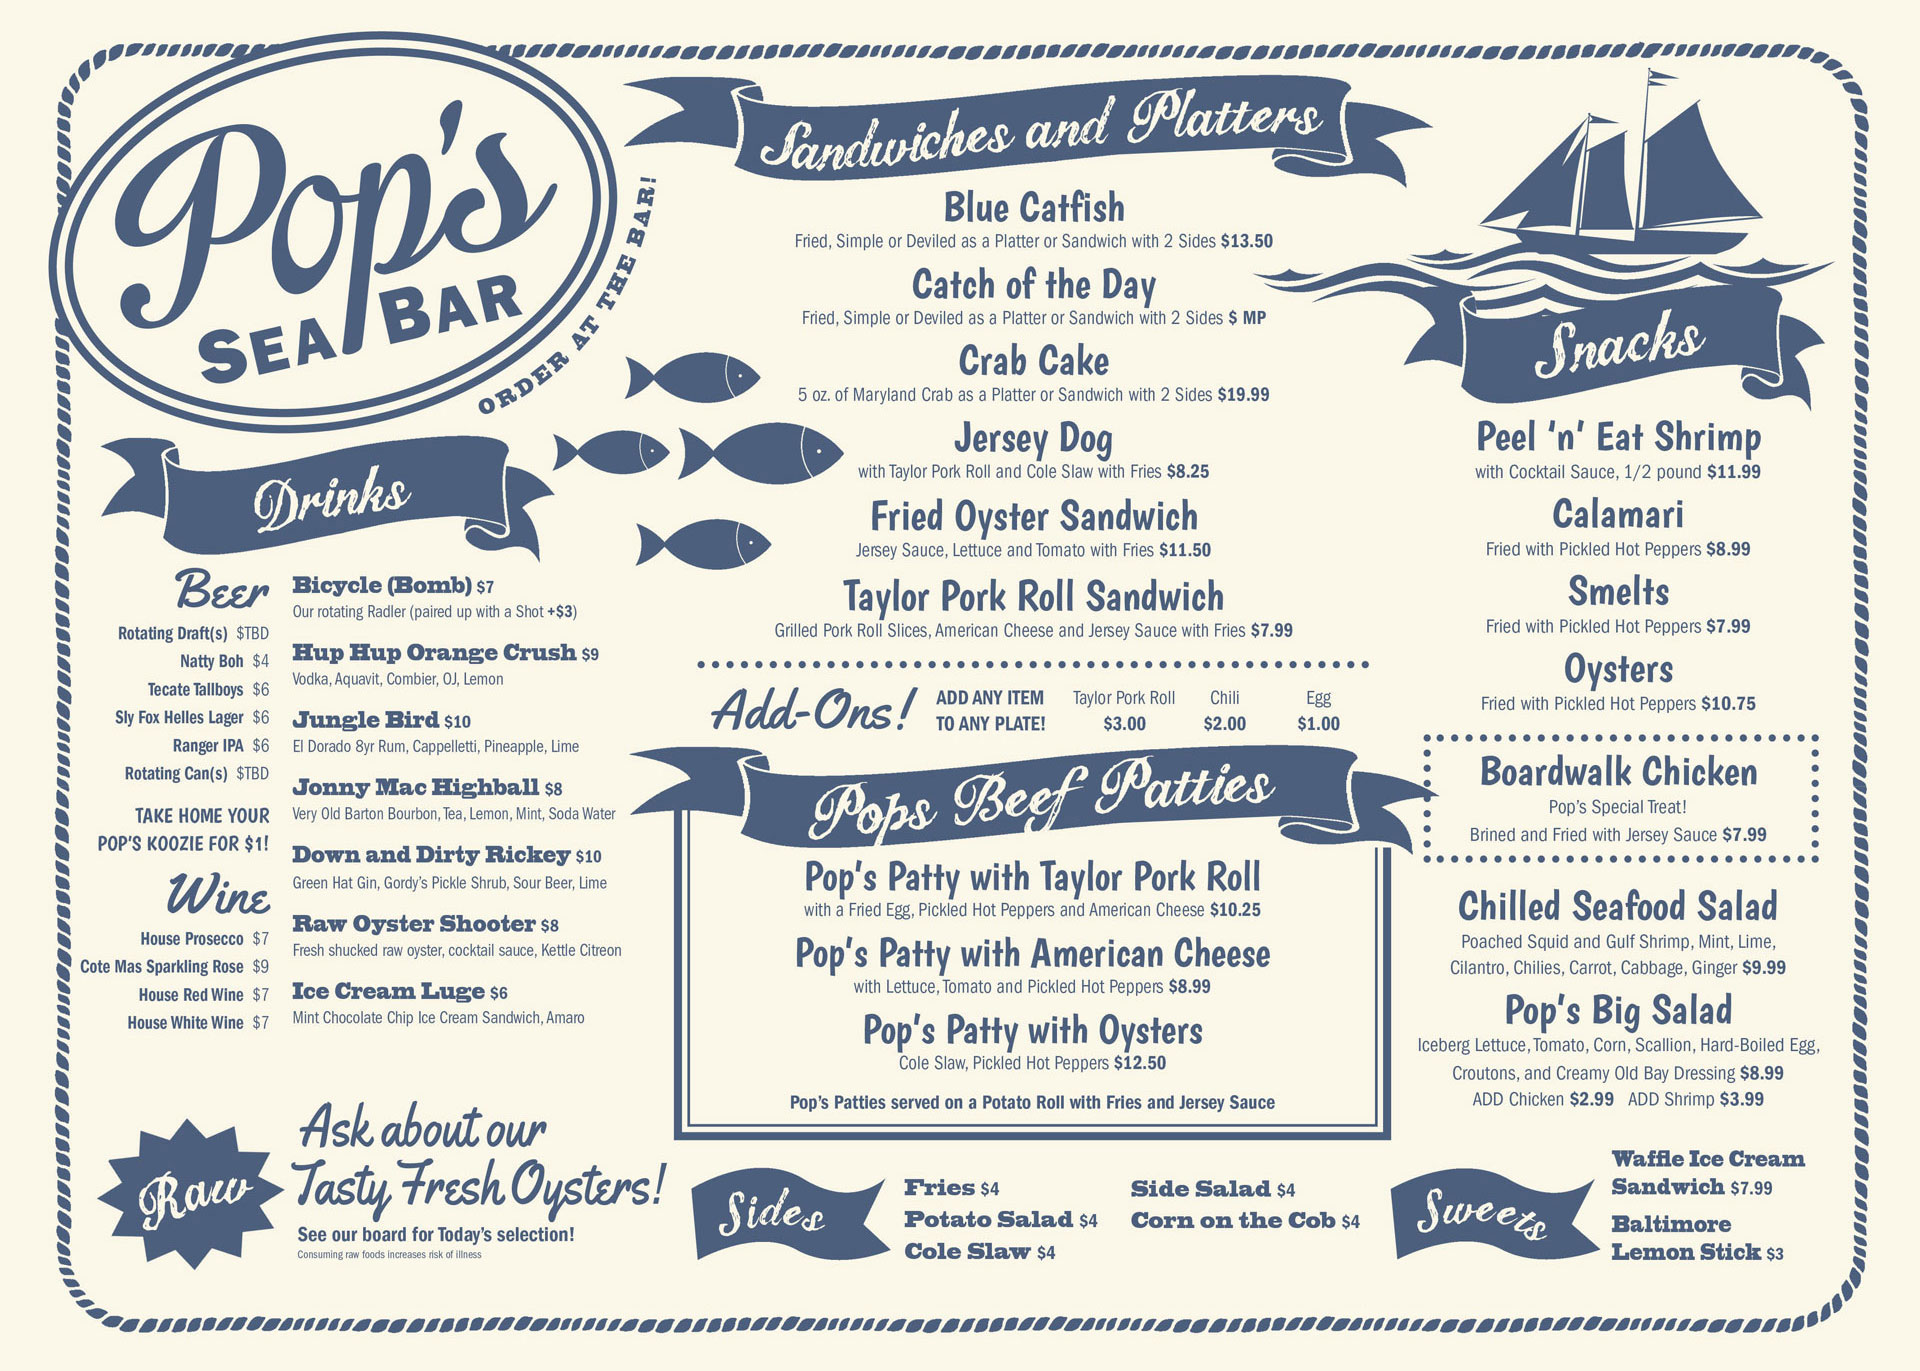 Pop's
SEA BAR
ORDER AT THE BAR!
Drinks
Beer
Rotating Draft(s) $TBD
Natty Boh $4
Tecate Tallboys $6
Sly Fox Helles Lager $6
Ranger IPA $6
Rotating Can(s) $TBD
TAKE HOME YOUR
POP'S KOOZIE FOR $1!
Wine
House Prosecco $7
Cote Mas Sparkling Rose $9
House Red Wine $7
House White Wine $7
Bicycle (Bomb) $7
Our rotating Radler (paired up with a Shot +$3)
Hup Hup Orange Crush $9
Vodka, Aquavit, Combier, OJ, Lemon
Jungle Bird $10
El Dorado 8yr Rum, Cappelletti, Pineapple, Lime
Jonny Mac Highball $8
Very Old Barton Bourbon, Tea, Lemon, Mint, Soda Water
Down and Dirty Rickey $10
Green Hat Gin, Gordy's Pickle Shrub, Sour Beer, Lime
Raw Oyster Shooter $8
Fresh shucked raw oyster, cocktail sauce, Kettle Citreon
Ice Cream Luge $6
Mint Chocolate Chip Ice Cream Sandwich, Amaro
Raw
Ask about our
Tasty Fresh Oysters!
See our board for Today's selection!
Consuming raw foods increases risk of illness
Sandwiches and Platters
Blue Catfish
Fried, Simple or Deviled as a Platter or Sandwich with 2 Sides $13.50
Catch of the Day
Fried, Simple or Deviled as a Platter or Sandwich with 2 Sides $ MP
Crab Cake
5 oz. of Maryland Crab as a Platter or Sandwich with 2 Sides $19.99
Jersey Dog
with Taylor Pork Roll and Cole Slaw with Fries $8.25
Fried Oyster Sandwich
Jersey Sauce, Lettuce and Tomato with Fries $11.50
Taylor Pork Roll Sandwich
Grilled Pork Roll Slices, American Cheese and Jersey Sauce with Fries $7.99
Add-Ons!
ADD ANY ITEM
TO ANY PLATE!
Taylor Pork Roll
$3.00
Chili
$2.00
Egg
$1.00
Pops Beef Patties
Pop's Patty with Taylor Pork Roll
with a Fried Egg, Pickled Hot Peppers and American Cheese $10.25
Pop's Patty with American Cheese
with Lettuce, Tomato and Pickled Hot Peppers $8.99
Pop's Patty with Oysters
Cole Slaw, Pickled Hot Peppers $12.50
Pop's Patties served on a Potato Roll with Fries and Jersey Sauce
Sides
Fries $4
Potato Salad $4
Cole Slaw $4
Side Salad $4
Corn on the Cob $4
Snacks
Peel 'n' Eat Shrimp
with Cocktail Sauce, 1/2 pound $11.99
Calamari
Fried with Pickled Hot Peppers $8.99
Smelts
Fried with Pickled Hot Peppers $7.99
Oysters
Fried with Pickled Hot Peppers $10.75
Boardwalk Chicken
Pop's Special Treat!
Brined and Fried with Jersey Sauce $7.99
Chilled Seafood Salad
Poached Squid and Gulf Shrimp, Mint, Lime,
Cilantro, Chilies, Carrot, Cabbage, Ginger $9.99
Pop's Big Salad
Iceberg Lettuce, Tomato, Corn, Scallion, Hard-Boiled Egg,
Croutons, and Creamy Old Bay Dressing $8.99
ADD Chicken $2.99 ADD Shrimp $3.99
Sweets
Waffle Ice Cream
Sandwich $7.99
Baltimore
Lemon Stick $3